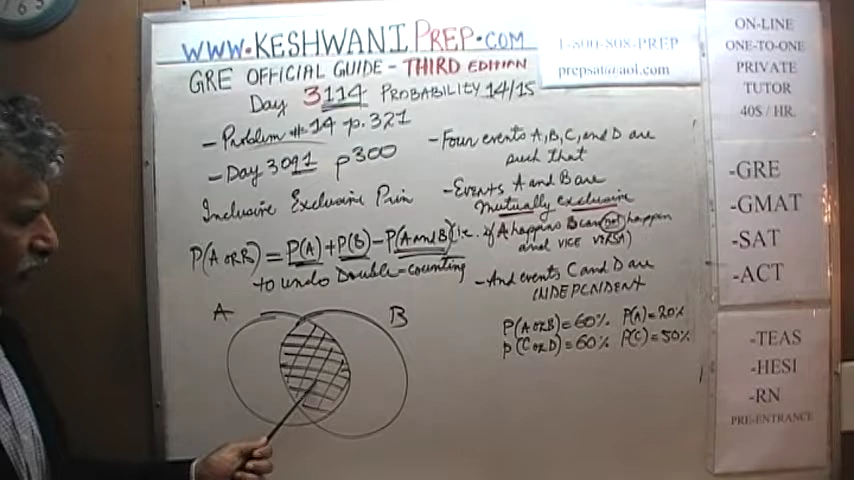 WWW.KESHWANIPREP.COM
GRE OFFICIAL GUIDE - THIRD EDITION
Day 3114 PROBABILITY 14/15
- Problem #14 p.321
- Day 3091 p300
Inclusive Exclusive Prin
P(A OR B) = P(A) + P(B) - P(A and B)
to undo Double-counting
A
B
- Four events A, B, C, and D are
such that
- Events A and B are
Mutually exclusive
(i.e. if A happens B can not happen
and VICE VERSA)
- And events C and D are
INDEPENDENT
P(A or B) = 60% P(A) = 20%
P(C or D) = 60% P(C) = 50%
1-800-808-PREP
prepsat@aol.com
ON-LINE
ONE-TO-ONE
PRIVATE
TUTOR
40$ / HR.
-GRE
-GMAT
-SAT
-ACT
-TEAS
-HESI
-RN
PRE-ENTRANCE